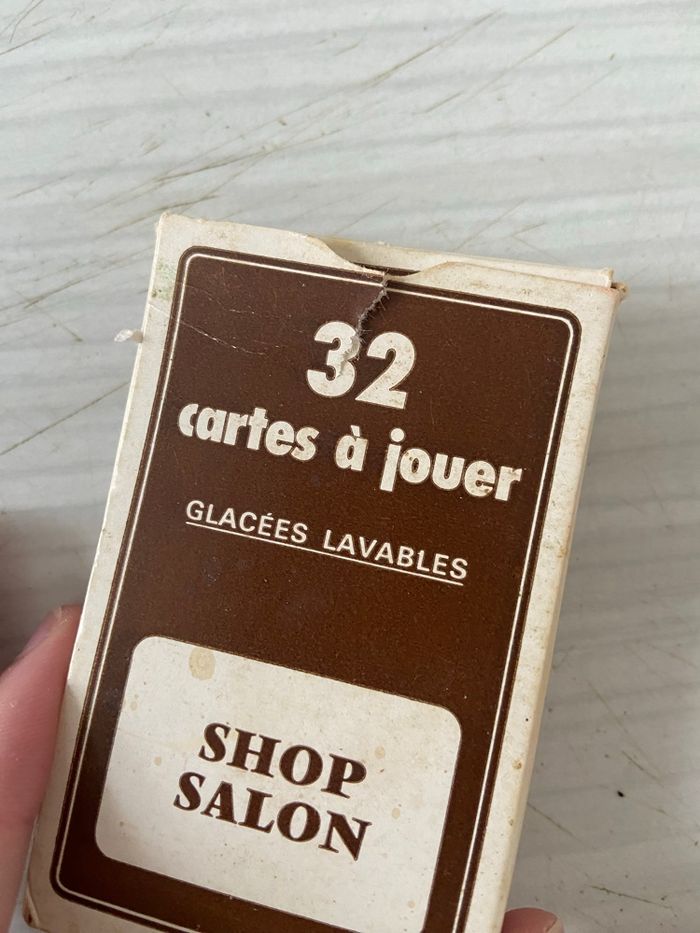 32
cartes à jouer
GLACÉES LAVABLES
SHOP
SALON